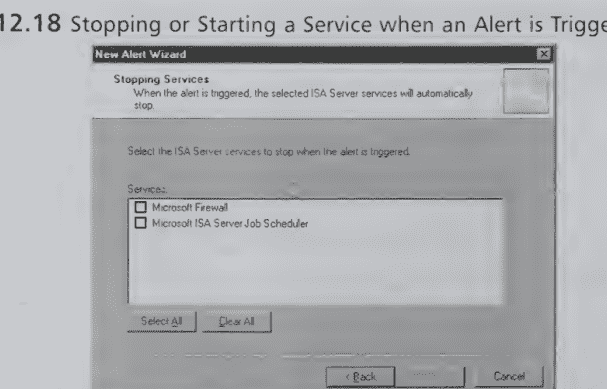 12.18 Stopping or Starting a Service when an Alert is Trigge
New Alert Wizard
Stopping Services
When the alert is triggered, the selected ISA Server services will automatically
stop.
Select the ISA Server services to stop when the alert is triggered.
Services:
Microsoft Firewall
Microsoft ISA Server Job Scheduler
Select All
Clear All
< Back
Cancel